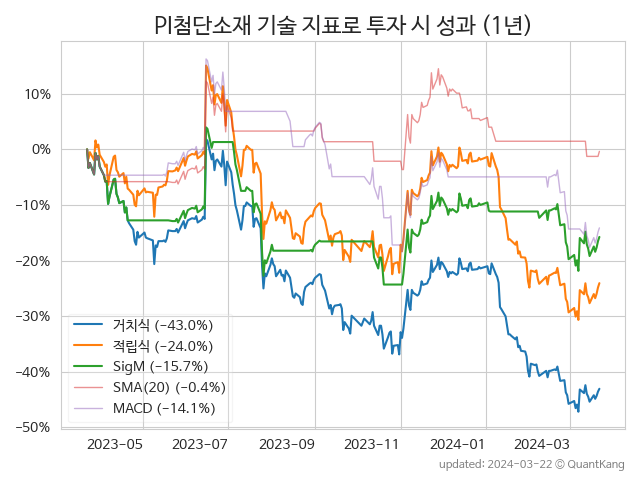 PI첨단소재 기술 지표로 투자 시 성과 (1년)
10%
0%
−10%
−20%
−30%
−40%
−50%
거치식 (−43.0%)
적립식 (−24.0%)
SigM (−15.7%)
SMA(20) (−0.4%)
MACD (−14.1%)
2023-05 2023-07 2023-09 2023-11 2024-01 2024-03
updated: 2024-03-22 © QuantKang